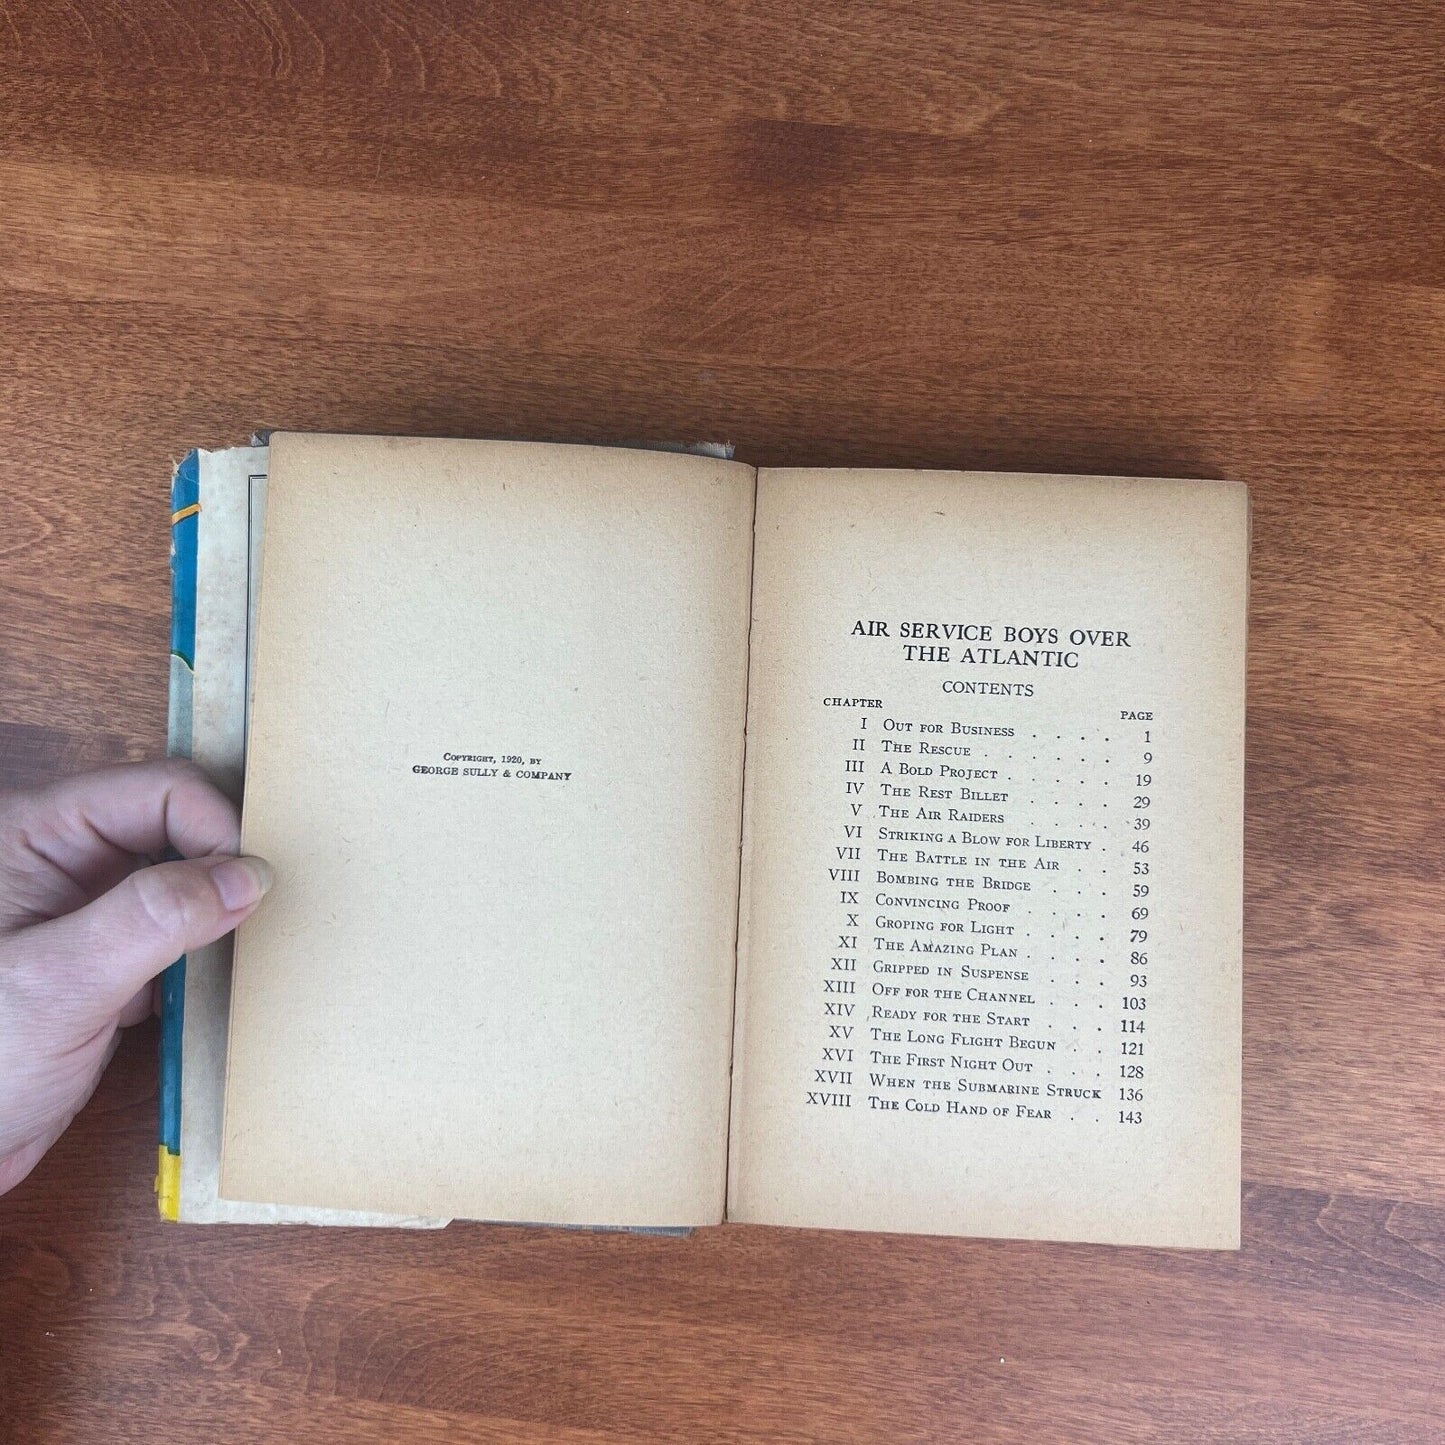 COPYRIGHT, 1920, BY
GEORGE SULLY & COMPANY
AIR SERVICE BOYS OVER
THE ATLANTIC
CONTENTS
CHAPTER PAGE
I OUT FOR BUSINESS . . . . 1
II THE RESCUE . . . . . . 9
III A BOLD PROJECT . . . . . 19
IV THE REST BILLET . . . . 29
V THE AIR RAIDERS . . . . 39
VI STRIKING A BLOW FOR LIBERTY . 46
VII THE BATTLE IN THE AIR . . 53
VIII BOMBING THE BRIDGE . . . 59
IX CONVINCING PROOF . . . . 69
X GROPING FOR LIGHT . . . . 79
XI THE AMAZING PLAN . . . . 86
XII GRIPPED IN SUSPENSE . . . 93
XIII OFF FOR THE CHANNEL . . . 103
XIV READY FOR THE START . . . 114
XV THE LONG FLIGHT BEGUN . . 121
XVI THE FIRST NIGHT OUT . . . 128
XVII WHEN THE SUBMARINE STRUCK 136
XVIII THE COLD HAND OF FEAR . . 143